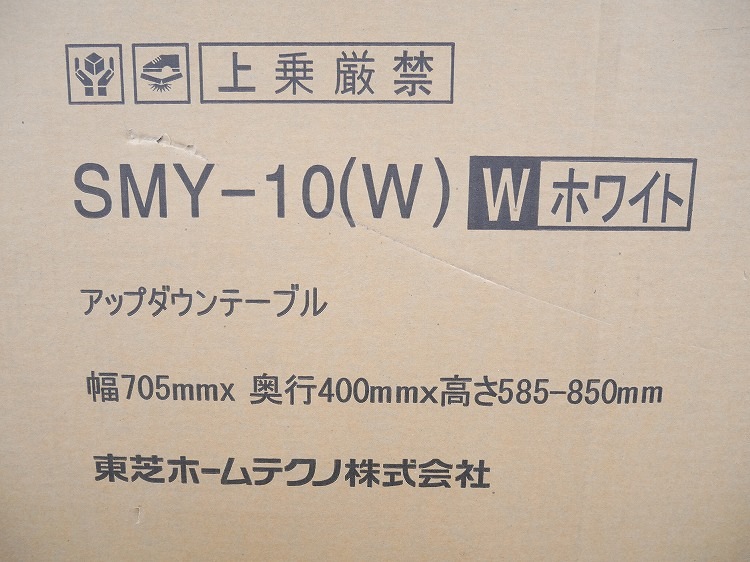 上乗厳禁
SMY-10(W) W ホワイト
アップダウンテーブル
幅705mmx 奥行400mmx高さ585-850mm
東芝ホームテクノ株式会社